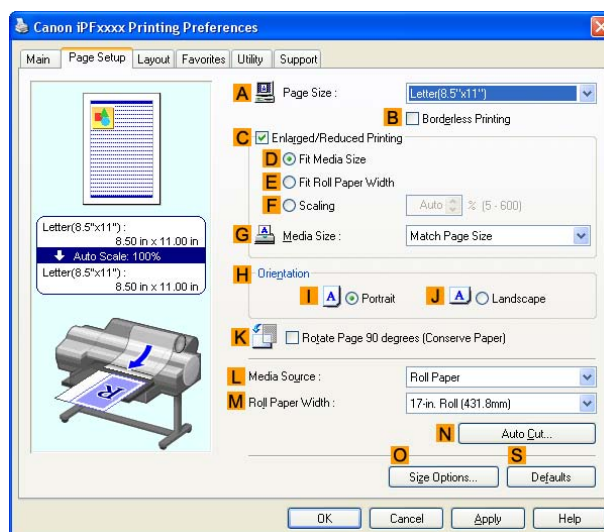 Canon iPFxxxx Printing Preferences
Main Page Setup Layout Favorites Utility Support
A Page Size : Letter(8.5"x11")
B Borderless Printing
C Enlarged/Reduced Printing
D Fit Media Size
E Fit Roll Paper Width
F Scaling Auto % (5 - 600)
G Media Size : Match Page Size
Letter(8.5"x11") :
8.50 in x 11.00 in
Auto Scale: 100%
Letter(8.5"x11") :
8.50 in x 11.00 in
H Orientation
I A Portrait J A Landscape
K Rotate Page 90 degrees (Conserve Paper)
R
L Media Source : Roll Paper
M Roll Paper Width : 17-in. Roll (431.8mm)
N Auto Cut...
O S
Size Options... Defaults
OK Cancel Apply Help